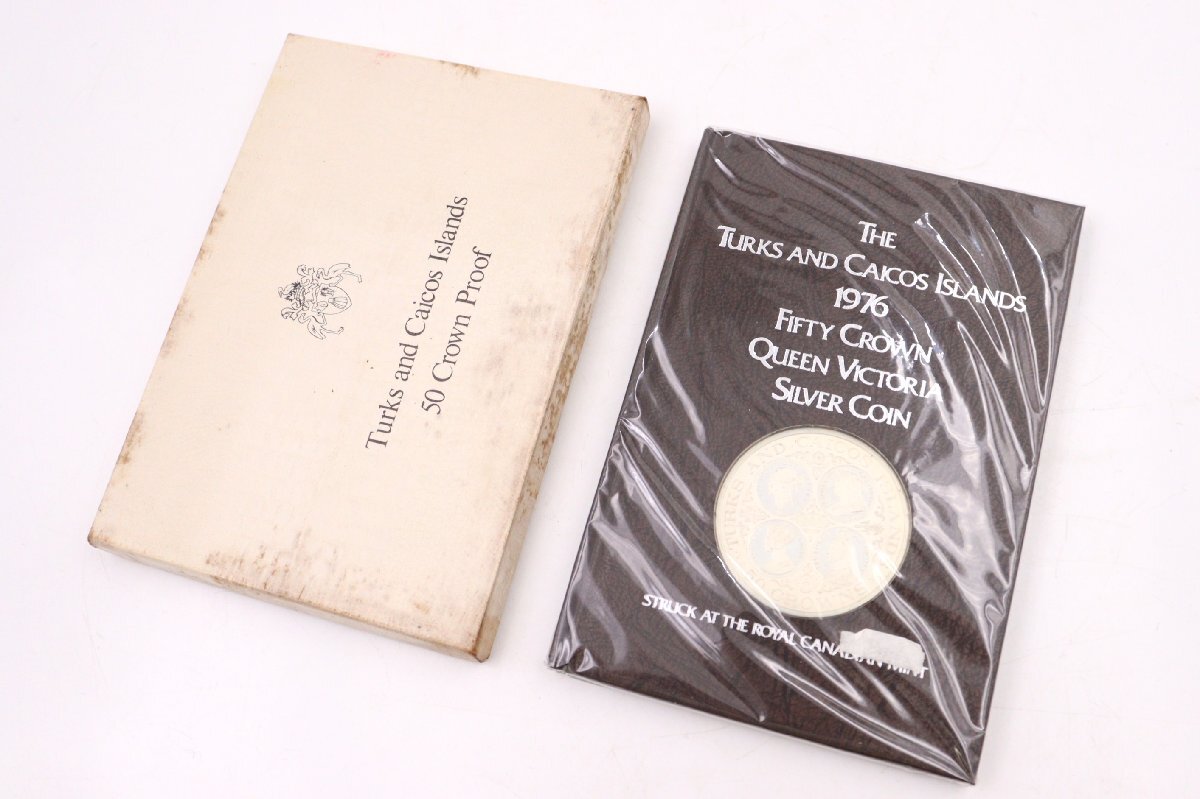 Turks and Caicos Islands
50 Crown Proof
THE
TURKS AND CAICOS ISLANDS
1976
FIFTY CROWN
QUEEN VICTORIA
SILVER COIN
STRUCK AT THE ROYAL CANADIAN MINT